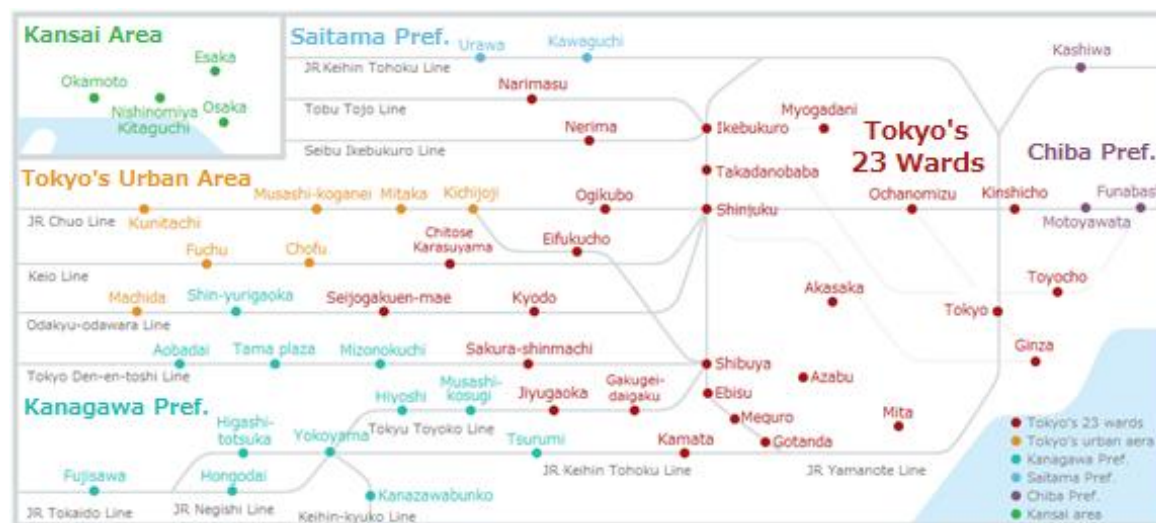 Kansai Area
Esaka
Okamoto
Nishinomiya
Kitaguchi
Osaka
Saitama Pref.
Urawa
Kawaguchi
JR Keihin Tohoku Line
Kashiwa
Narimasu
Tobu Tojo Line
Nerima
Seibu Ikebukuro Line
Ikebukuro
Myogadani
Tokyo's
23 Wards
Takadanobaba
Chiba Pref.
Tokyo's Urban Area
Musashi-koganei
Mitaka
Kichijoji
Ogikubo
Shinjuku
Ochanomizu
Kinshicho
Funabash
Motoyawata
JR Chuo Line
Kunitachi
Fuchu
Chofu
Chitose
Karasuyama
Eifukucho
Keio Line
Machida
Shin-yurigaoka
Seijogakuen-mae
Kyodo
Akasaka
Toyocho
Tokyo
Odakyu-odawara Line
Aobadai
Tama plaza
Mizonokuchi
Sakura-shinmachi
Shibuya
Ginza
Tokyo Den-en-toshi Line
Azabu
Kanagawa Pref.
Hiyoshi
Musashi-
kosugi
Jiyugaoka
Gakugei-
daigaku
Ebisu
Tokyu Toyoko Line
Meguro
Mita
Higashi-
totsuka
Yokoyama
Tsurumi
Kamata
Gotanda
JR Keihin Tohoku Line
JR Yamanote Line
Fujisawa
Hongodai
Kanazawabunko
JR Tokaido Line
JR Negishi Line
Keihin-kyuko Line
Tokyo's 23 wards
Tokyo's urban aera
Kanagawa Pref.
Saitama Pref.
Chiba Pref.
Kansai area